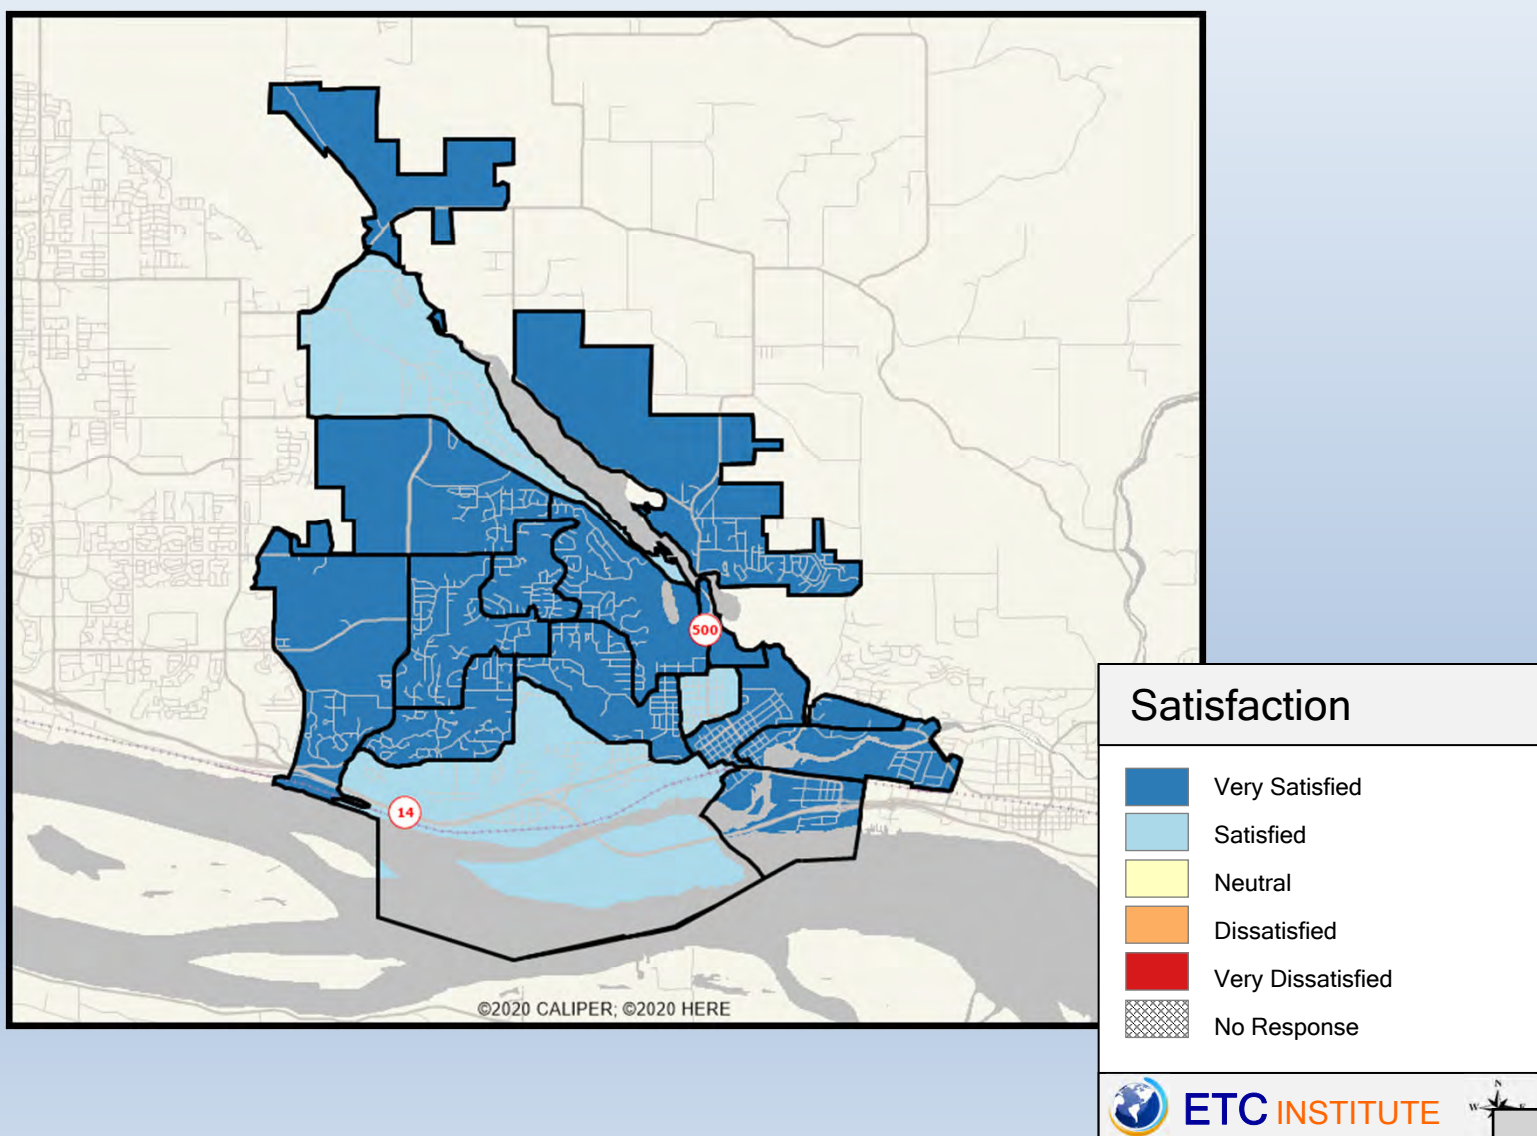 500
14
©2020 CALIPER; ©2020 HERE
Satisfaction
Very Satisfied
Satisfied
Neutral
Dissatisfied
Very Dissatisfied
No Response
ETC INSTITUTE
N
W E